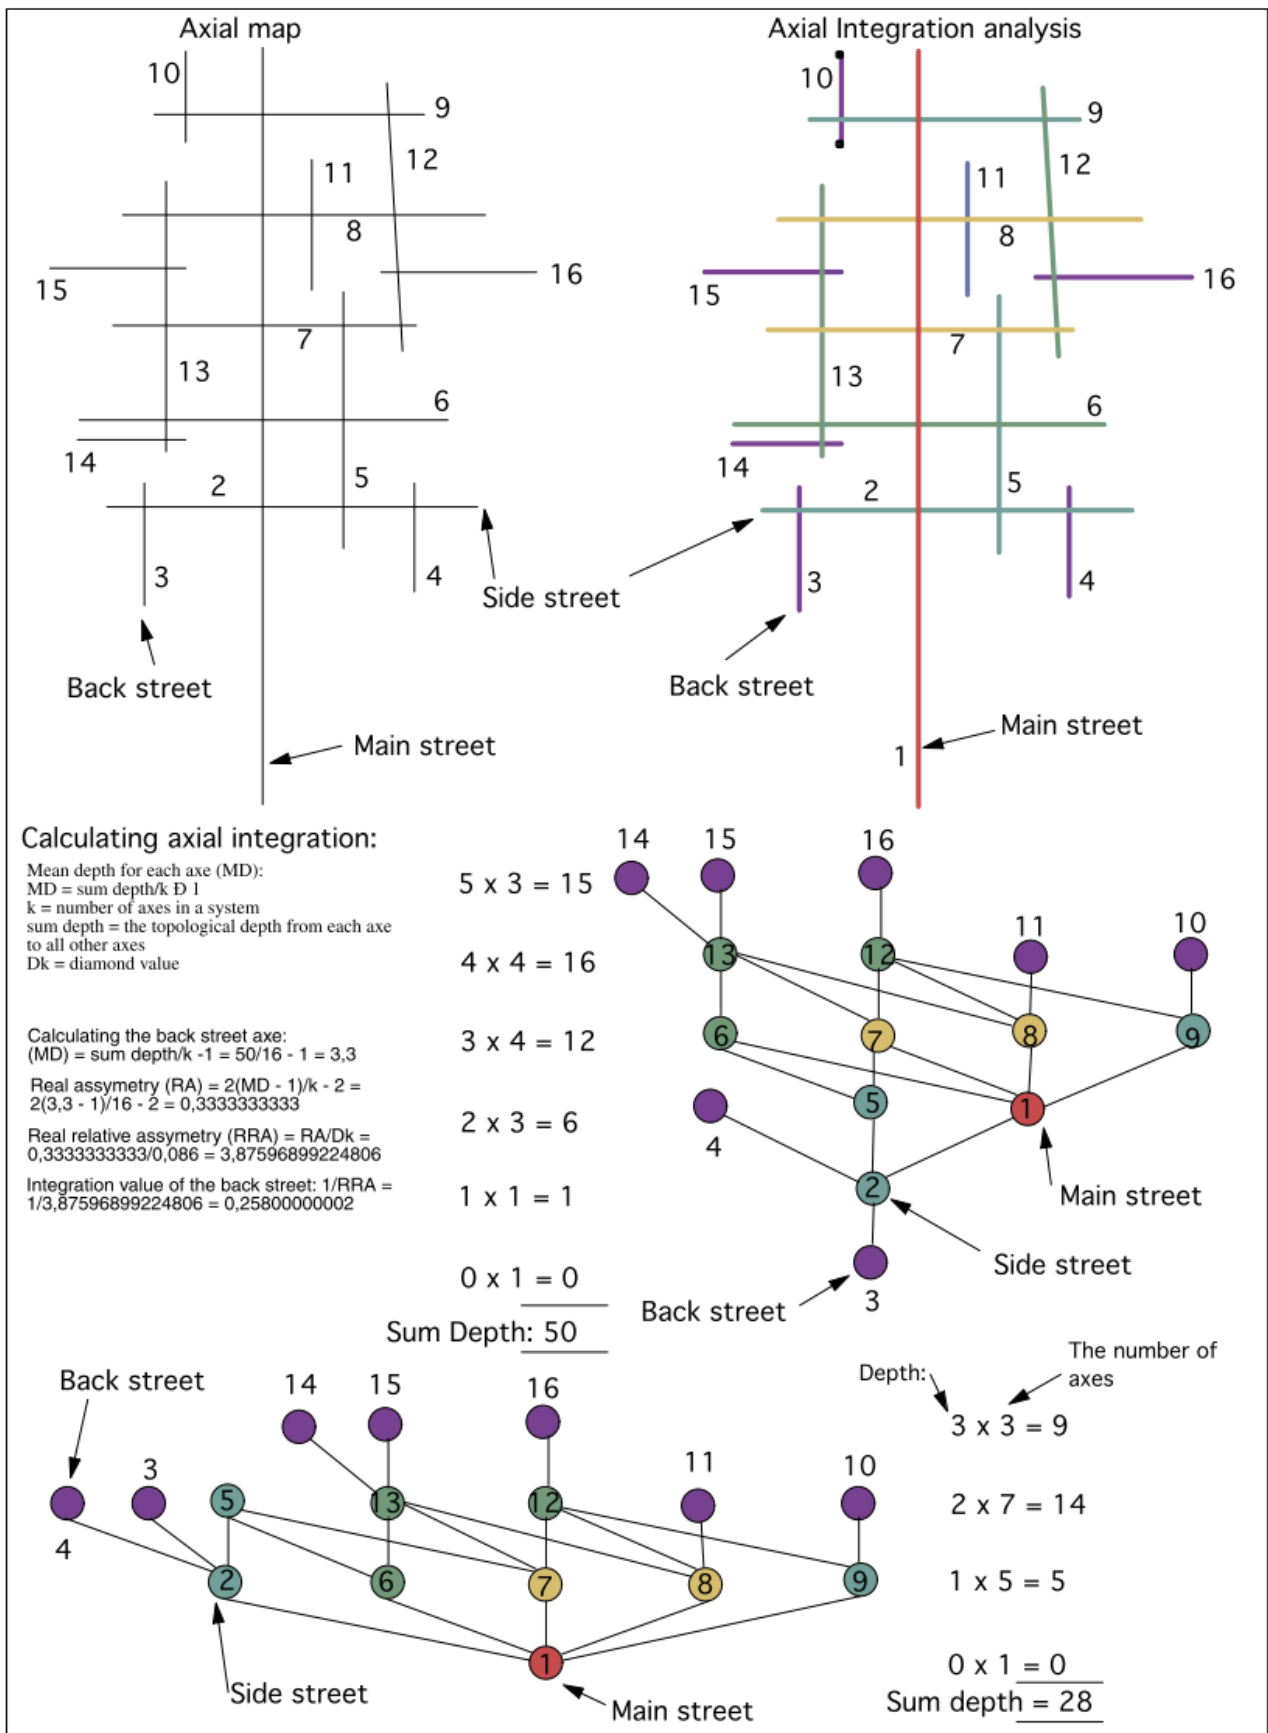 Axial map
Axial Integration analysis
10
9
12
11
8
15
16
7
13
6
14
2
5
3
4
Side street
Back street
Main street
10
9
12
11
8
15
16
7
13
6
14
2
5
3
4
Back street
Main street
1
Calculating axial integration:
Mean depth for each axe (MD):
MD = sum depth/k Ð 1
k = number of axes in a system
sum depth = the topological depth from each axe
to all other axes
Dk = diamond value
Calculating the back street axe:
(MD) = sum depth/k -1 = 50/16 - 1 = 3,3
Real assymetry (RA) = 2(MD - 1)/k - 2 =
2(3,3 - 1)/16 - 2 = 0,3333333333
Real relative assymetry (RRA) = RA/Dk =
0,3333333333/0,086 = 3,87596899224806
Integration value of the back street: 1/RRA =
1/3,87596899224806 = 0,25800000002
5 x 3 = 15
4 x 4 = 16
3 x 4 = 12
2 x 3 = 6
1 x 1 = 1
0 x 1 = 0
Sum Depth: 50
14
15
16
11
10
13
12
6
7
8
9
5
1
4
2
3
Main street
Side street
Back street
Depth:
The number of
axes
3 x 3 = 9
2 x 7 = 14
1 x 5 = 5
0 x 1 = 0
Sum depth = 28
Back street
14
15
16
3
11
10
5
13
12
4
2
6
7
8
9
1
Side street
Main street